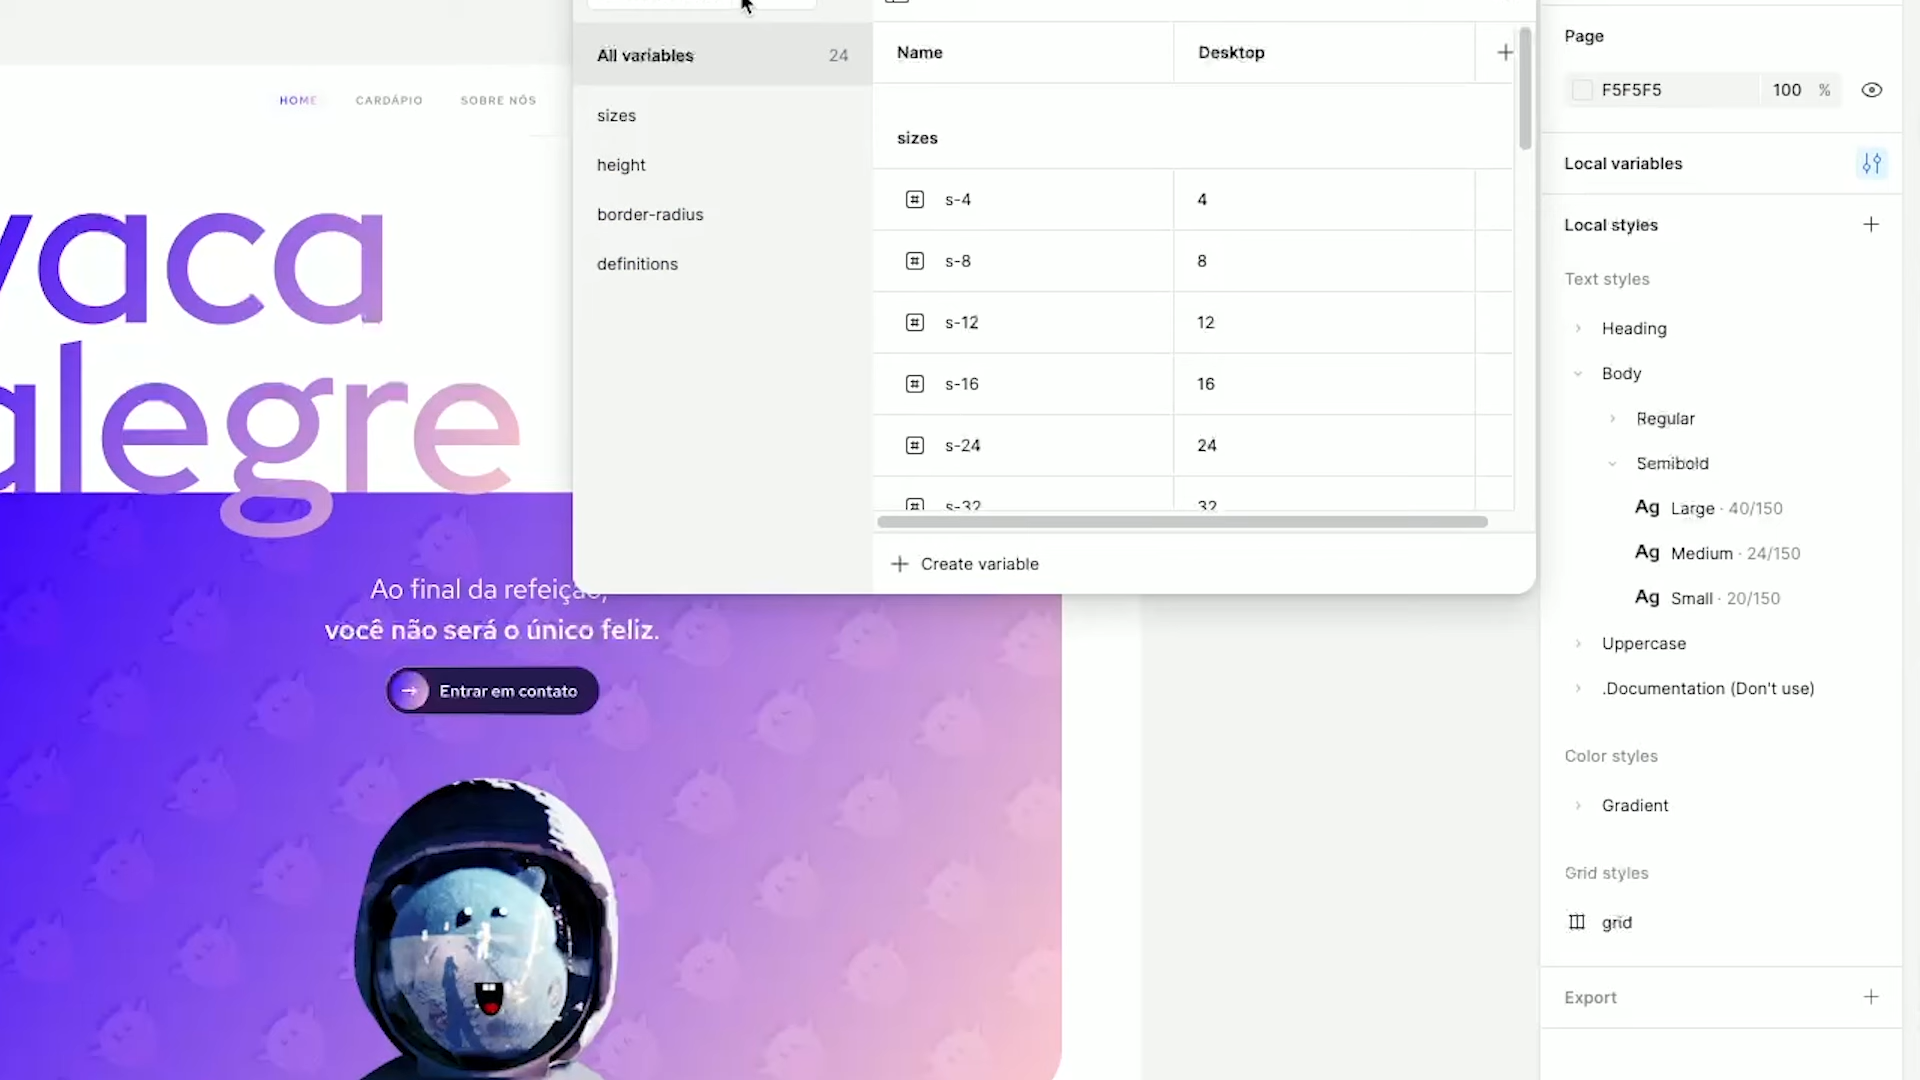 HOME CARDÁPIO SOBRE NÓS
vaca
alegre
Ao final da refeição,
você não será o único feliz.
Entrar em contato
All variables 24
sizes
height
border-radius
definitions
Name Desktop
sizes
s-4 4
s-8 8
s-12 12
s-16 16
s-24 24
s-32 32
Create variable
Page
F5F5F5 100 %
Local variables
Local styles
Text styles
Heading
Body
Regular
Semibold
Ag Large · 40/150
Ag Medium · 24/150
Ag Small · 20/150
Uppercase
.Documentation (Don't use)
Color styles
Gradient
Grid styles
grid
Export